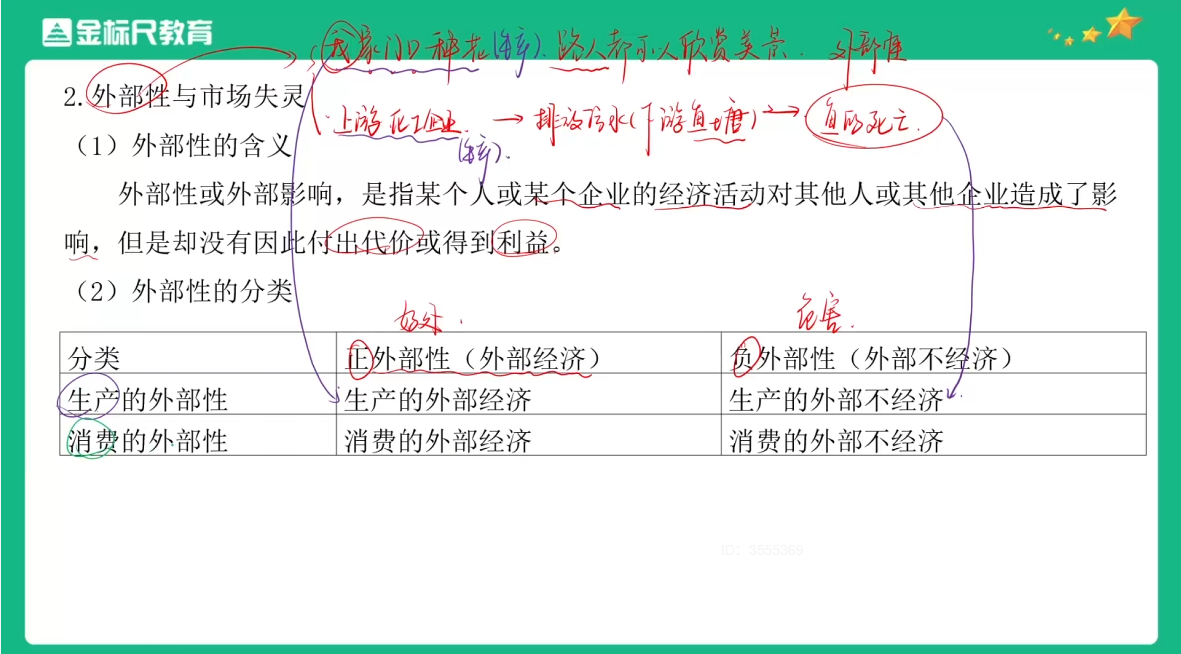 金标尺教育
我家门口种花(生产).路人都可以欣赏美景. 外部性
2.外部性与市场失灵
上游化工企业. → 排放污水(下游鱼塘) → 鱼的死亡.
(1)外部性的含义
(生产).
外部性或外部影响，是指某个人或某个企业的经济活动对其他人或其他企业造成了影
响，但是却没有因此付出代价或得到利益。
（2）外部性的分类
好处. 危害.
分类 正外部性（外部经济） 负外部性（外部不经济）
生产的外部性 生产的外部经济 生产的外部不经济
消费的外部性 消费的外部经济 消费的外部不经济
ID: 3555369